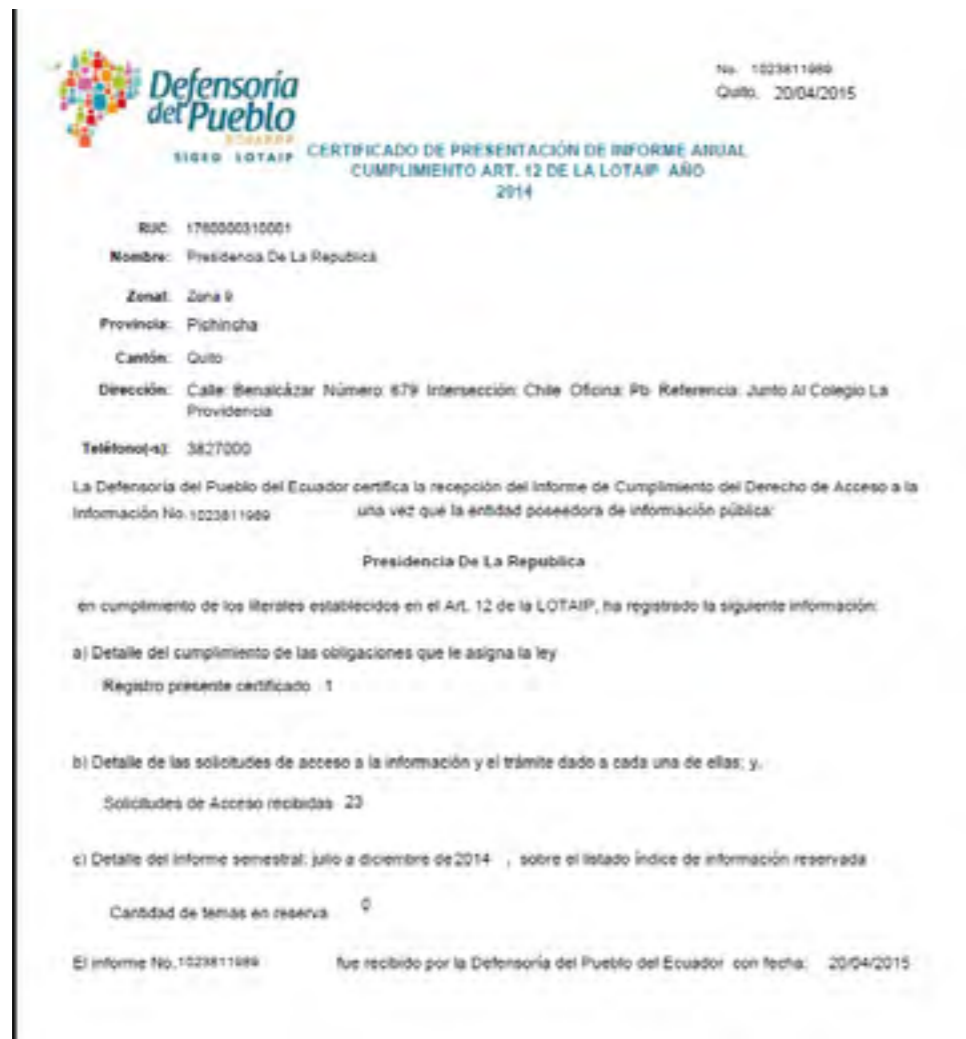 Defensoría
del Pueblo
ECUADOR
SIGED LOTAIP
No. 1023811989
Quito, 20/04/2015
CERTIFICADO DE PRESENTACIÓN DE INFORME ANUAL
CUMPLIMIENTO ART. 12 DE LA LOTAIP AÑO
2014
RUC: 1760000310001
Nombre: Presidencia De La Republica
Zonal: Zona 9
Provincia: Pichincha
Cantón: Quito
Dirección: Calle: Benalcázar Número: 679 Intersección: Chile Oficina: Pb Referencia: Junto Al Colegio La
Providencia
Teléfono(-s): 3827000
La Defensoría del Pueblo del Ecuador certifica la recepción del Informe de Cumplimiento del Derecho de Acceso a la
Información No. 1023811989 una vez que la entidad poseedora de información pública:
Presidencia De La Republica
en cumplimiento de los literales establecidos en el Art. 12 de la LOTAIP, ha registrado la siguiente información:
a) Detalle del cumplimiento de las obligaciones que le asigna la ley
Registro presente certificado 1
b) Detalle de las solicitudes de acceso a la información y el trámite dado a cada una de ellas; y,
Solicitudes de Acceso recibidas 23
c) Detalle del informe semestral: julio a diciembre de 2014 , sobre el listado índice de información reservada
Cantidad de temas en reserva 0
El informe No. 1023811989 fue recibido por la Defensoría del Pueblo del Ecuador con fecha: 20/04/2015